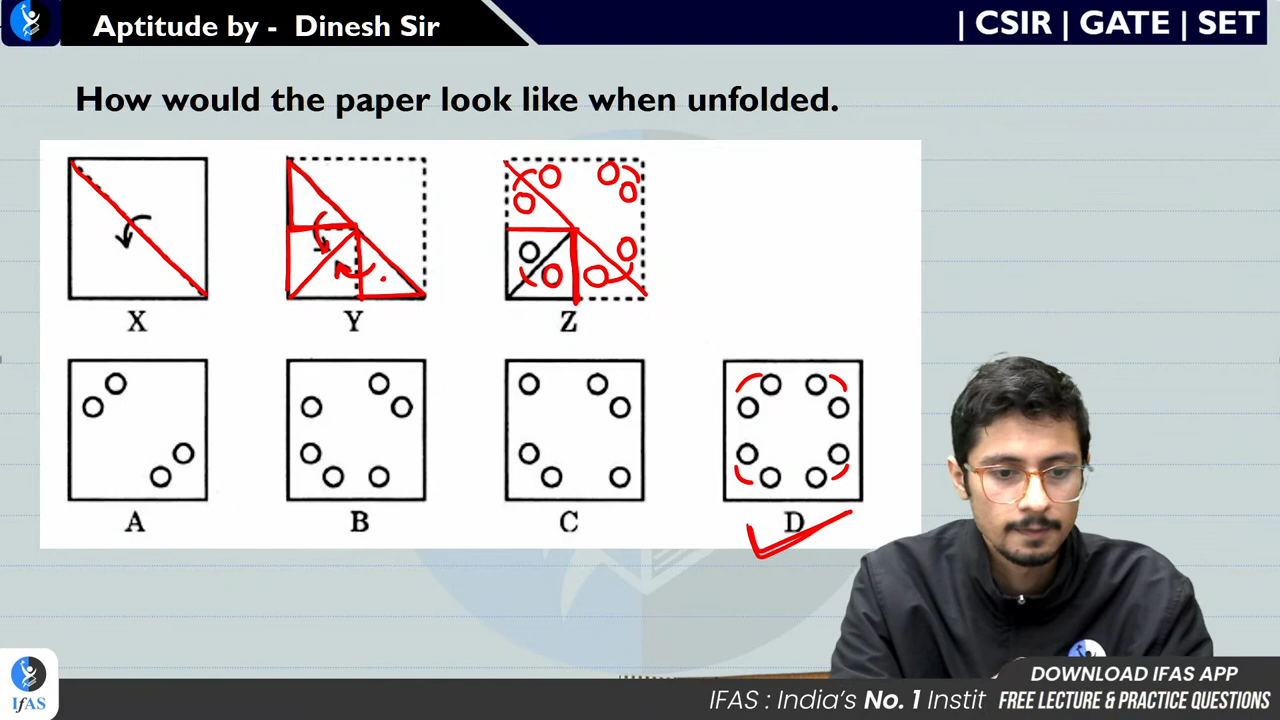 Aptitude by - Dinesh Sir
| CSIR | GATE | SET
How would the paper look like when unfolded.
X
Y
Z
A
B
C
D
IfAS
DOWNLOAD IFAS APP
IFAS : India's No. 1 Instit
FREE LECTURE & PRACTICE QUESTIONS